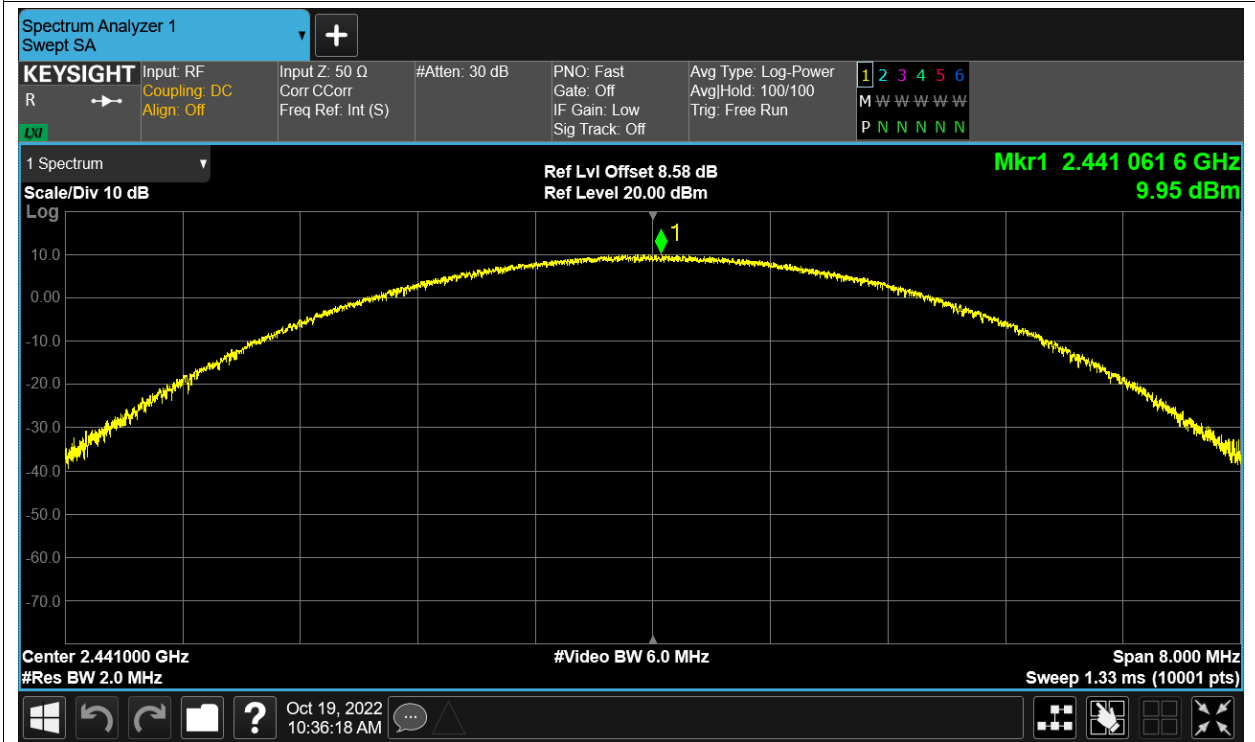 Spectrum Analyzer 1
Swept SA
+
KEYSIGHT
R
LXI
Input: RF
Coupling: DC
Align: Off
Input Z: 50 Ω
Corr CCorr
Freq Ref: Int (S)
#Atten: 30 dB
PNO: Fast
Gate: Off
IF Gain: Low
Sig Track: Off
Avg Type: Log-Power
Avg|Hold: 100/100
Trig: Free Run
1 2 3 4 5 6
M W W W W W
P N N N N N
1 Spectrum
Scale/Div 10 dB
Log
Ref Lvl Offset 8.58 dB
Ref Level 20.00 dBm
Mkr1 2.441 061 6 GHz
9.95 dBm
1
10.0
0.00
-10.0
-20.0
-30.0
-40.0
-50.0
-60.0
-70.0
Center 2.441000 GHz
#Res BW 2.0 MHz
#Video BW 6.0 MHz
Span 8.000 MHz
Sweep 1.33 ms (10001 pts)
?
Oct 19, 2022
10:36:18 AM